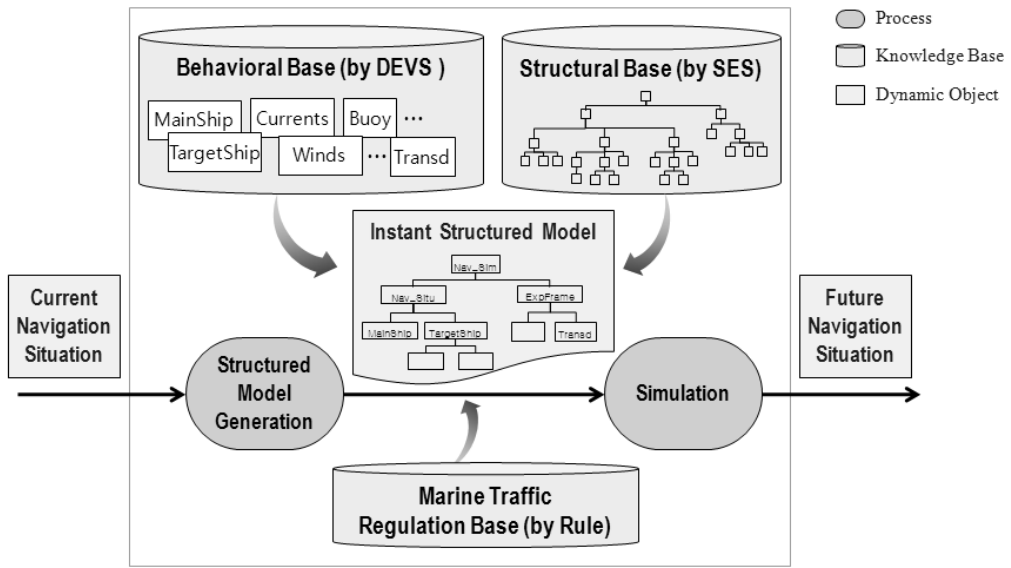 Process
Knowledge Base
Dynamic Object
Behavioral Base (by DEVS )
MainShip
Currents
Buoy
...
TargetShip
Winds
...
Transd
Structural Base (by SES)
Instant Structured Model
Nav_Sim
Nav_Situ
ExpFrame
MainShip
TargetShip
Transd
Current
Navigation
Situation
Structured
Model
Generation
Simulation
Future
Navigation
Situation
Marine Traffic
Regulation Base (by Rule)